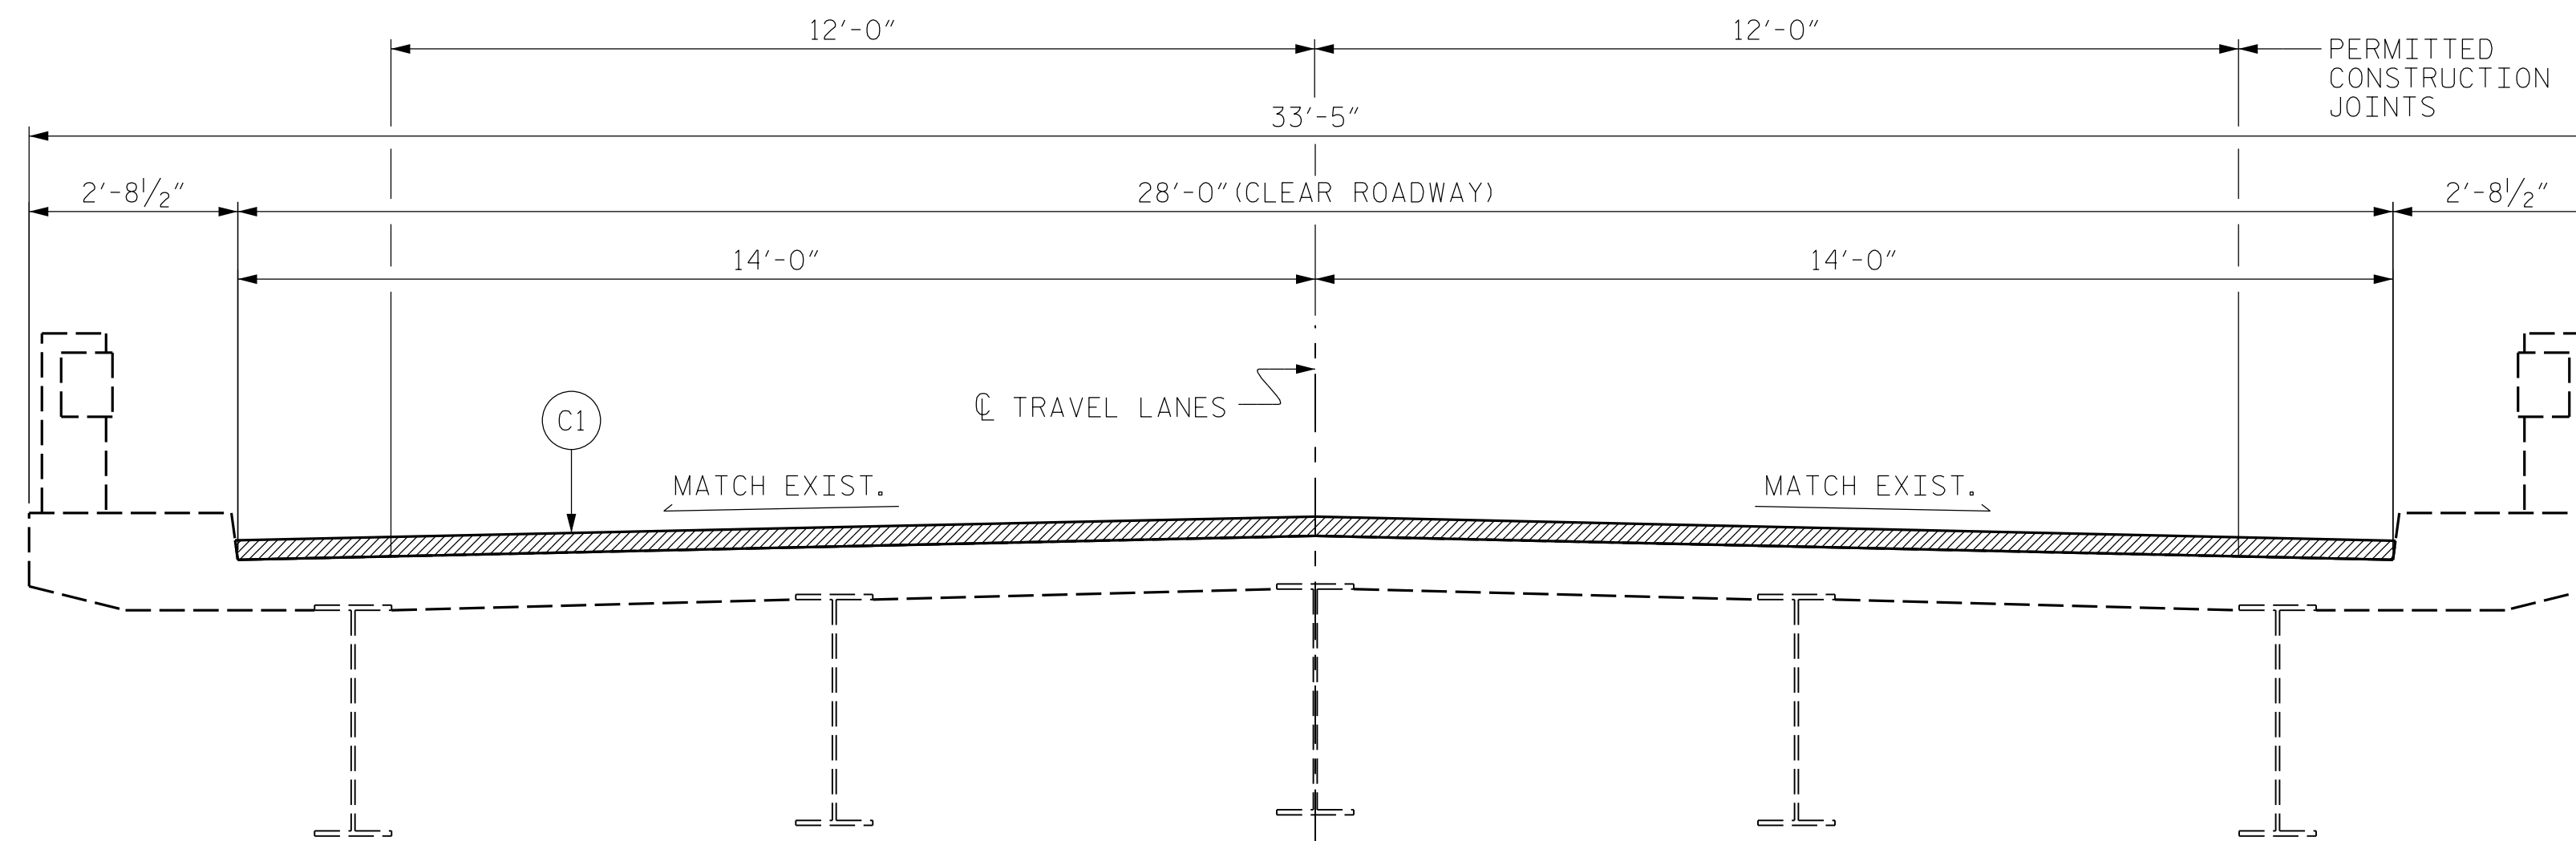 12'-0"
12'-0"
PERMITTED
CONSTRUCTION
JOINTS
33'-5"
2'-8½"
28'-0"(CLEAR ROADWAY)
2'-8½"
14'-0"
14'-0"
℄ TRAVEL LANES
C1
MATCH EXIST.
MATCH EXIST.